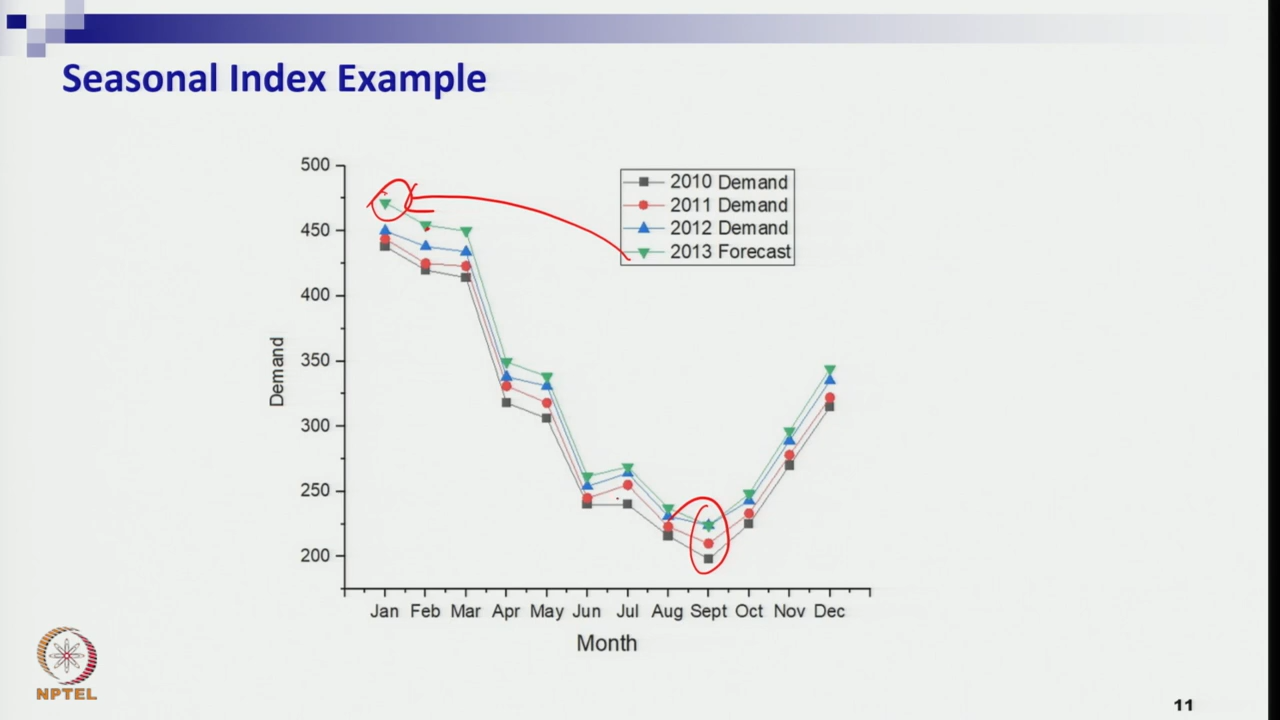 Seasonal Index Example
500
450
400
350
300
250
200
Demand
2010 Demand
2011 Demand
2012 Demand
2013 Forecast
Jan Feb Mar Apr May Jun Jul Aug Sept Oct Nov Dec
Month
NPTEL
11